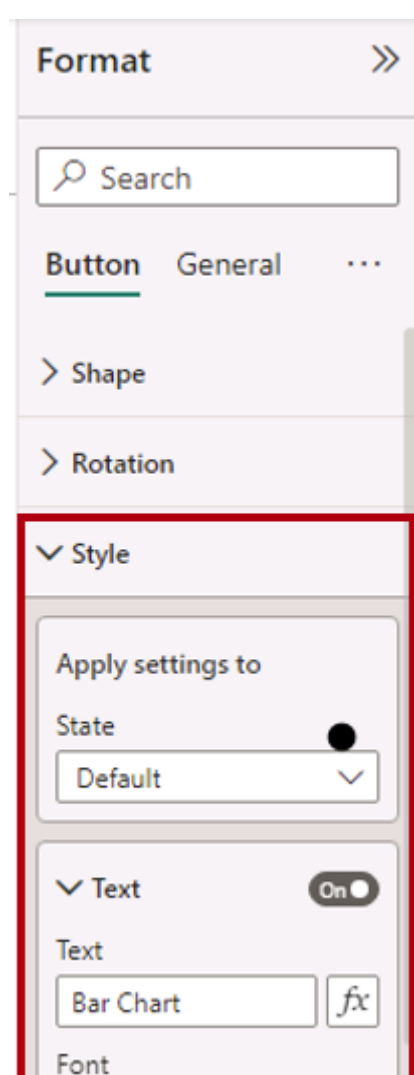 Format
Search
Button General ...
Shape
Rotation
Style
Apply settings to
State
Default
Text On
Text
Bar Chart fx
Font